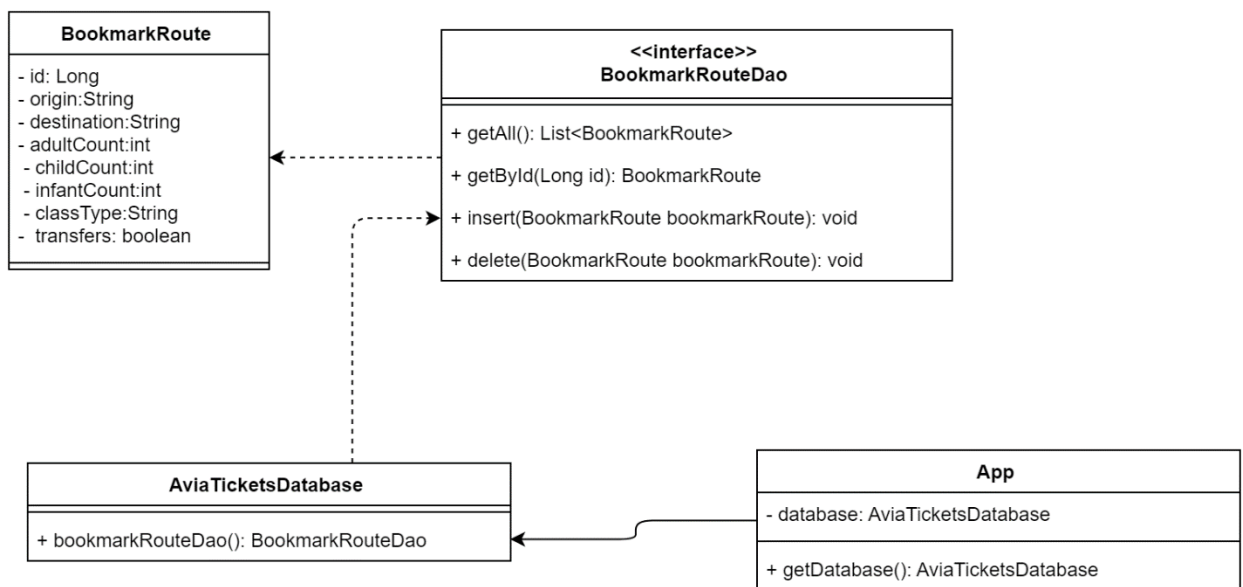 BookmarkRoute
- id: Long
- origin:String
- destination:String
- adultCount:int
- childCount:int
- infantCount:int
- classType:String
- transfers: boolean
<<interface>>
BookmarkRouteDao
+ getAll(): List<BookmarkRoute>
+ getById(Long id): BookmarkRoute
+ insert(BookmarkRoute bookmarkRoute): void
+ delete(BookmarkRoute bookmarkRoute): void
AviaTicketsDatabase
+ bookmarkRouteDao(): BookmarkRouteDao
App
- database: AviaTicketsDatabase
+ getDatabase(): AviaTicketsDatabase